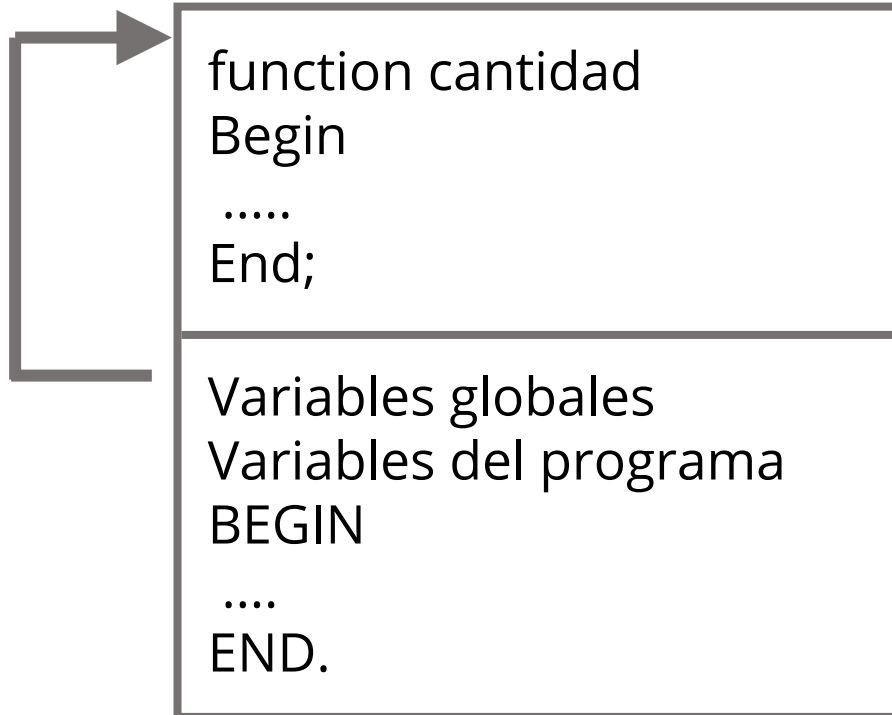 function cantidad
Begin
.....
End;
Variables globales
Variables del programa
BEGIN
....
END.